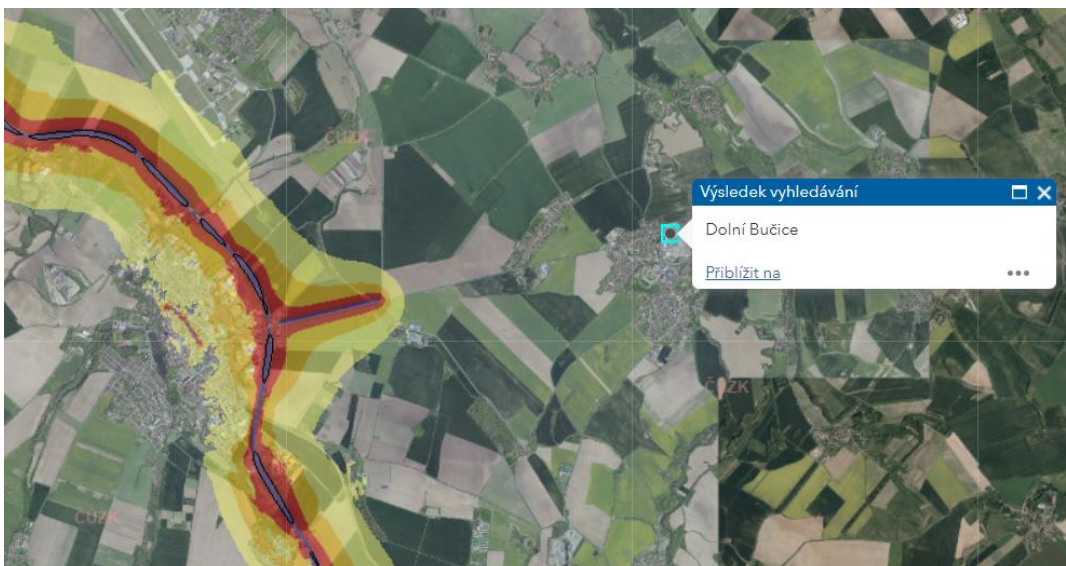 ČÚZK
Výsledek vyhledávání
Dolní Bučice
Přiblížit na
ČÚZK
ČÚZK